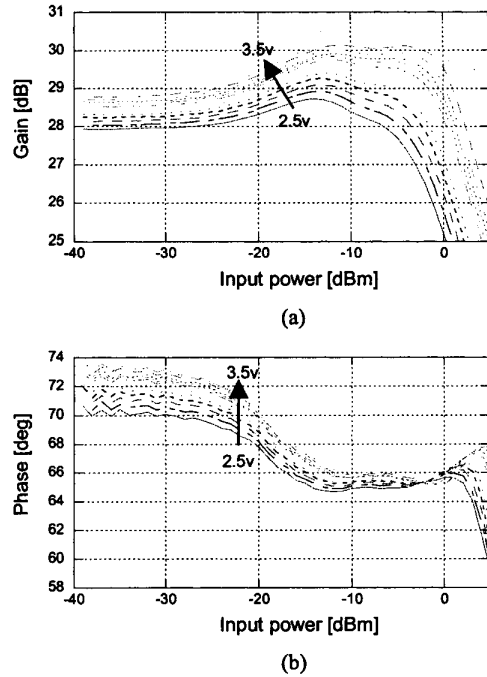 31
30
29
28
27
26
25
Gain [dB]
3.5v
2.5v
-40
-30
-20
-10
0
Input power [dBm]
(a)
74
72
70
68
66
64
62
60
58
Phase [deg]
3.5v
2.5v
-40
-30
-20
-10
0
Input power [dBm]
(b)